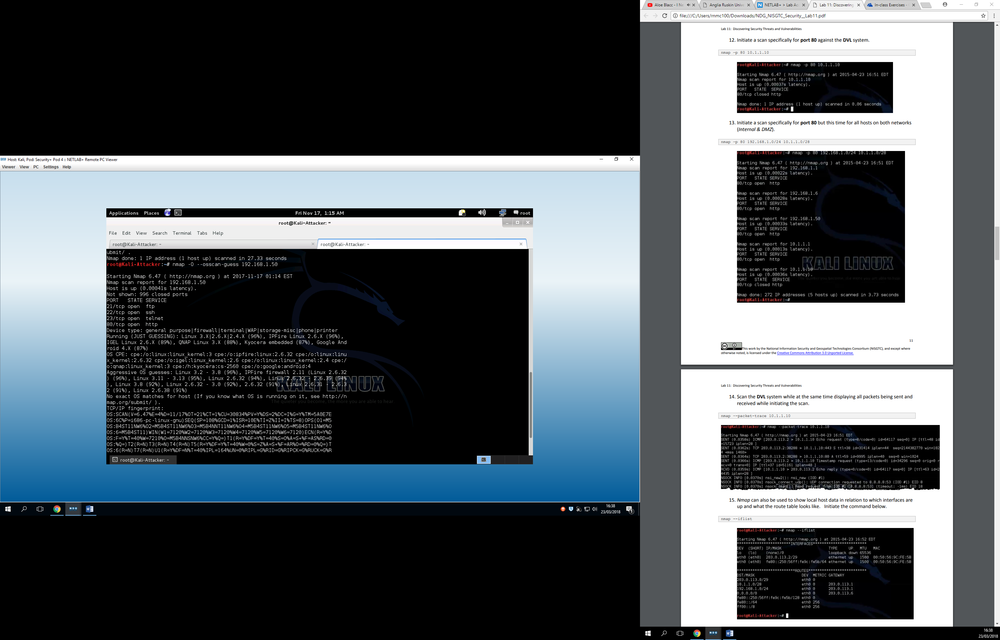 Host: Kali, Pod: Security+ Pod 4 :: NETLAB+ Remote PC Viewer
Viewer View PC Settings Help
Applications Places Fri Nov 17, 1:15 AM root
root@Kali-Attacker: ~
File Edit View Search Terminal Tabs Help
root@Kali-Attacker: ~ root@Kali-Attacker: ~
ubmit/ .
Nmap done: 1 IP address (1 host up) scanned in 27.33 seconds
root@Kali-Attacker:~# nmap -O --osscan-guess 192.168.1.50
Starting Nmap 6.47 ( http://nmap.org ) at 2017-11-17 01:14 EST
Nmap scan report for 192.168.1.50
Host is up (0.00041s latency).
Not shown: 996 closed ports
PORT STATE SERVICE
21/tcp open ftp
22/tcp open ssh
23/tcp open telnet
80/tcp open http
Device type: general purpose|firewall|terminal|WAP|storage-misc|phone|printer
Running (JUST GUESSING): Linux 3.X|2.6.X|2.4.X (96%), IPFire Linux 2.6.X (96%),
IGEL Linux 2.6.X (89%), QNAP Linux 3.X (88%), Kyocera embedded (87%), Google And
roid 4.X (87%)
OS CPE: cpe:/o:linux:linux_kernel:3 cpe:/o:ipfire:linux:2.6.32 cpe:/o:linux:linu
x_kernel:2.6.32 cpe:/o:igel:linux_kernel:2.6 cpe:/o:linux:linux_kernel:2.4 cpe:/
o:qnap:linux_kernel:3 cpe:/h:kyocera:cs-2560 cpe:/o:google:android:4
Aggressive OS guesses: Linux 3.2 - 3.8 (96%), IPFire firewall 2.11 (Linux 2.6.32
) (96%), Linux 3.11 - 3.13 (95%), Linux 2.6.32 (94%), Linux 2.6.32 - 2.6.39 (94%
), Linux 3.8 (92%), Linux 2.6.32 - 3.0 (92%), 2.6.32 (91%), Linux 2.6.31 - 2.6.3
2 (91%), Linux 2.6.38 (91%)
No exact OS matches for host (If you know what OS is running on it, see http://n
map.org/submit/ ).
TCP/IP fingerprint:
OS:SCAN(V=6.47%E=4%D=11/17%OT=21%CT=1%CU=30834%PV=Y%DS=2%DC=I%G=Y%TM=5A0E7E
OS:6C%P=i686-pc-linux-gnu)SEQ(SP=108%GCD=1%ISR=10E%TI=Z%II=I%TS=8)OPS(O1=M5
OS:B4ST11NW6%O2=M5B4ST11NW6%O3=M5B4NNT11NW6%O4=M5B4ST11NW6%O5=M5B4ST11NW6%O
OS:6=M5B4ST11)WIN(W1=7120%W2=7120%W3=7120%W4=7120%W5=7120%W6=7120)ECN(R=Y%D
OS:F=Y%T=40%W=7210%O=M5B4NNSNW6%CC=Y%Q=)T1(R=Y%DF=Y%T=40%S=O%A=S+%F=AS%RD=0
OS:%Q=)T2(R=N)T3(R=N)T4(R=N)T5(R=Y%DF=Y%T=40%W=0%S=Z%A=S+%F=AR%O=%RD=0%Q=)T
OS:6(R=N)T7(R=N)U1(R=Y%DF=N%T=40%IPL=164%UN=0%RIPL=G%RID=G%RIPCK=G%RUCK=G%R
KALI LINUX
The quieter you become, the more you are able to hear
root@Kali-Attacker: ~
NDG
16:38
23/03/2018
1
Aloe Blacc - I Ne Anglia Ruskin Unive NETLAB+ > Lab Acc Lab 11: Discovering In-class Exercises -
file:///C:/Users/rnmc100/Downloads/NDG_NISGTC_Security__Lab11.pdf
Lab 11: Discovering Security Threats and Vulnerabilities
12. Initiate a scan specifically for port 80 against the DVL system.
nmap -p 80 10.1.1.10
root@Kali-Attacker:~# nmap -p 80 10.1.1.10
Starting Nmap 6.47 ( http://nmap.org ) at 2015-04-23 16:51 EDT
Nmap scan report for 10.1.1.10
Host is up (0.00037s latency).
PORT STATE SERVICE
80/tcp closed http
Nmap done: 1 IP address (1 host up) scanned in 0.06 seconds
root@Kali-Attacker:~#
13. Initiate a scan specifically for port 80 but this time for all hosts on both networks
(Internal & DMZ).
nmap -p 80 192.168.1.0/24 10.1.1.0/28
root@Kali-Attacker:~# nmap -p 80 192.168.1.0/24 10.1.1.0/28
Starting Nmap 6.47 ( http://nmap.org ) at 2015-04-23 16:51 EDT
Nmap scan report for 192.168.1.1
Host is up (0.00022s latency).
PORT STATE SERVICE
80/tcp open http
Nmap scan report for 192.168.1.6
Host is up (0.00028s latency).
PORT STATE SERVICE
80/tcp open http
Nmap scan report for 192.168.1.50
Host is up (0.00033s latency).
PORT STATE SERVICE
80/tcp open http
Nmap scan report for 10.1.1.1
Host is up (0.00013s latency).
PORT STATE SERVICE
80/tcp open http
Nmap scan report for 10.1.1.10
Host is up (0.00036s latency).
PORT STATE SERVICE
80/tcp closed http
KALI LINUX
The quieter you become, the more you are able to hear
Nmap done: 272 IP addresses (5 hosts up) scanned in 3.73 seconds
root@Kali-Attacker:~#
11
This work by the National Information Security and Geospatial Technologies Consortium (NISGTC), and except where
otherwise noted, is licensed under the Creative Commons Attribution 3.0 Unported License.
Lab 11: Discovering Security Threats and Vulnerabilities
14. Scan the DVL system while at the same time displaying all packets being sent and
received while initiating the scan.
nmap --packet-trace 10.1.1.10
root@Kali-Attacker:~# nmap --packet-trace 10.1.1.10
Starting Nmap 6.47 ( http://nmap.org ) at 2015-04-23 16:51 EDT
SENT (0.0358s) ICMP [203.0.113.2 > 10.1.1.10 Echo request (type=8/code=0) id=64117 seq=0] IP [ttl=48 id
=15723 iplen=28 ]
SENT (0.0362s) TCP 203.0.113.2:38288 > 10.1.1.10:443 S ttl=38 id=31414 iplen=44 seq=2144382770 win=102
4 <mss 1460>
SENT (0.0364s) TCP 203.0.113.2:38288 > 10.1.1.10:80 A ttl=59 id=9995 iplen=40 seq=0 win=1024
SENT (0.0366s) ICMP [203.0.113.2 > 10.1.1.10 Timestamp request (type=13/code=0) id=34296 seq=0 orig=0 r
ecv=0 trans=0] IP [ttl=37 id=51161 iplen=40 ]
RCVD (0.0359s) ICMP [10.1.1.10 > 203.0.113.2 Echo reply (type=0/code=0) id=64117 seq=0] IP [ttl=63 id=2
4435 iplen=28 ]
NSOCK INFO [0.0370s] nsi_new2(): nsi_new (IOD #1)
NSOCK INFO [0.0370s] nsock_connect_udp(): UDP connection requested to 8.8.8.8:53 (IOD #1) EID 8
NSOCK INFO [0.0370s] nsock_read(): Read request from IOD #1 [8.8.8.8:53] (timeout: -1ms) EID 18
15. Nmap can also be used to show local host data in relation to which interfaces are
up and what the route table looks like. Initiate the command below.
nmap --iflist
root@Kali-Attacker:~# nmap --iflist
Starting Nmap 6.47 ( http://nmap.org ) at 2015-04-23 16:52 EDT
************************INTERFACES************************
DEV (SHORT) IP/MASK TYPE UP MTU MAC
lo (lo) (none)/0 loopback down 65536
eth0 (eth0) 203.0.113.2/29 ethernet up 1500 00:50:56:9C:FE:5B
eth0 (eth0) fe80::250:56ff:fe9c:fe5b/64 ethernet up 1500 00:50:56:9C:FE:5B
**************************ROUTES**************************
DST/MASK DEV METRIC GATEWAY
203.0.113.0/29 eth0 0
10.1.1.0/28 eth0 0 203.0.113.1
192.168.1.0/24 eth0 0 203.0.113.1
0.0.0.0/0 eth0 0 203.0.113.6
fe80::250:56ff:fe9c:fe5b/128 eth0 0
fe80::/64 eth0 256
ff00::/8 eth0 256
root@Kali-Attacker:~#
NDG
16:38
23/03/2018